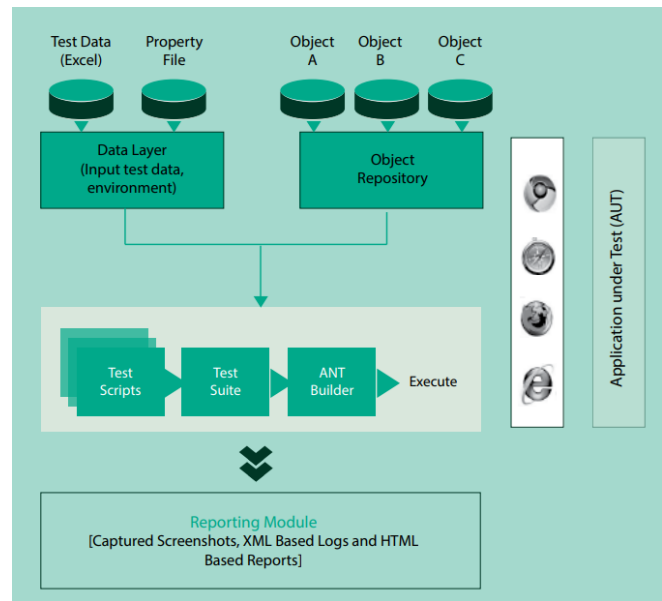 Test Data
(Excel)
Property
File
Object
A
Object
B
Object
C
Data Layer
(Input test data,
environment)
Object
Repository
Application under Test (AUT)
Test
Scripts
Test
Suite
ANT
Builder
Execute
Reporting Module
[Captured Screenshots, XML Based Logs and HTML
Based Reports]